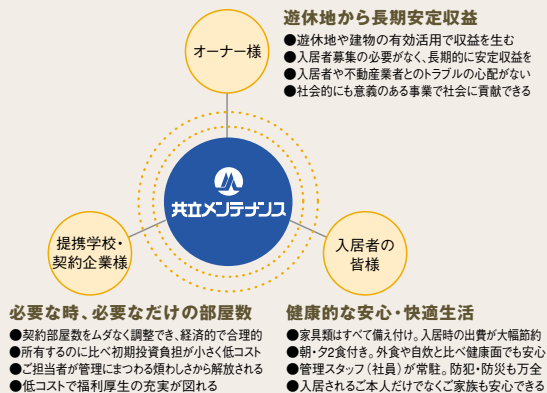 遊休地から長期安定収益
●遊休地や建物の有効活用で収益を生む
●入居者募集の必要がなく、長期的に安定収益を
●入居者や不動産業者とのトラブルの心配がない
●社会的にも意義のある事業で社会に貢献できる
オーナー様
共立メンテナンス
提携学校・
契約企業様
入居者の
皆様
必要な時、必要なだけの部屋数
●契約部屋数をムダなく調整でき、経済的で合理的
●所有するのに比べ初期投資負担が小さく低コスト
●ご担当者が管理にまつわる煩わしさから解放される
●低コストで福利厚生の充実が図れる
健康的な安心・快適生活
●家具類はすべて備え付け。入居時の出費が大幅節約
●朝・夕2食付き。外食や自炊と比べ健康面でも安心
●管理スタッフ（社員）が常駐。防犯・防災も万全
●入居されるご本人だけでなくご家族も安心できる